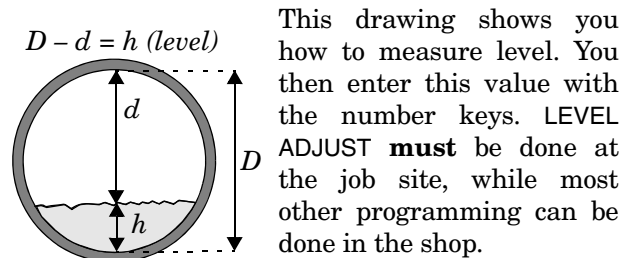 D – d = h (level)
d
D
h
This drawing shows you
how to measure level. You
then enter this value with
the number keys. LEVEL
ADJUST must be done at
the job site, while most
other programming can be
done in the shop.